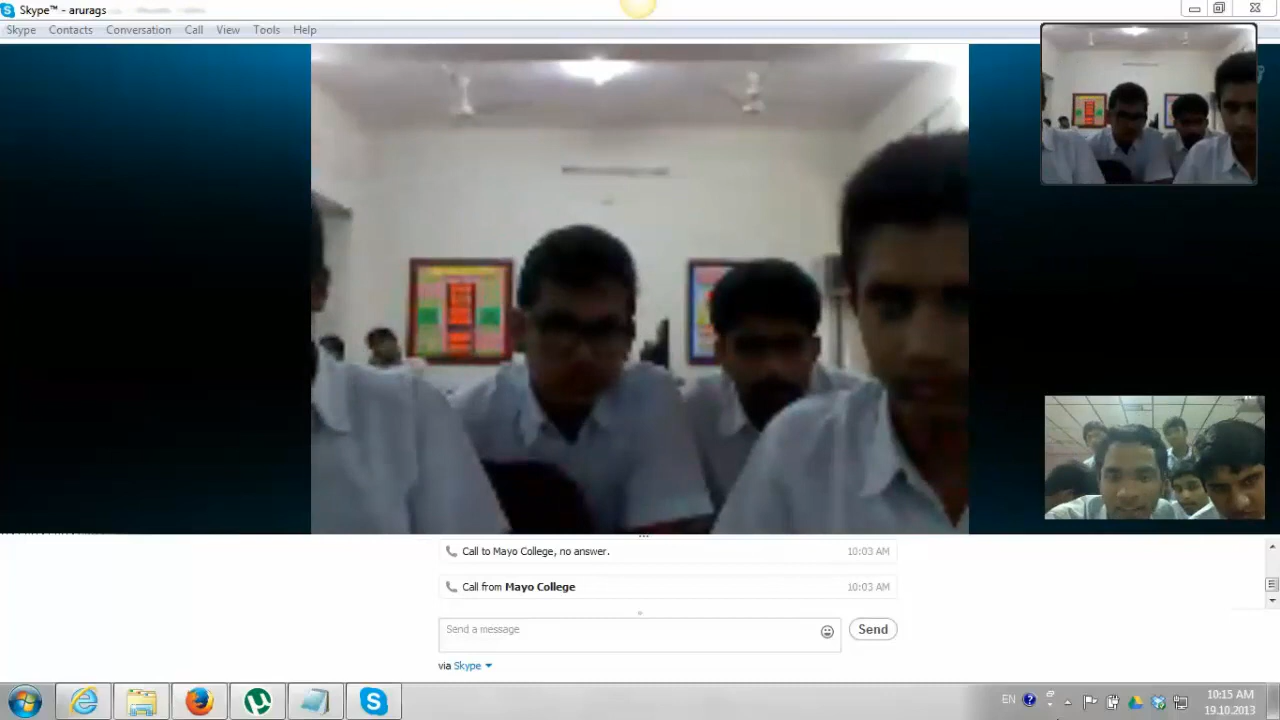 Skype™ - arurags
Skype Contacts Conversation Call View Tools Help
Call to Mayo College, no answer. 10:03 AM
Call from Mayo College 10:03 AM
Send a message
Send
via Skype
EN
10:15 AM
19.10.2013